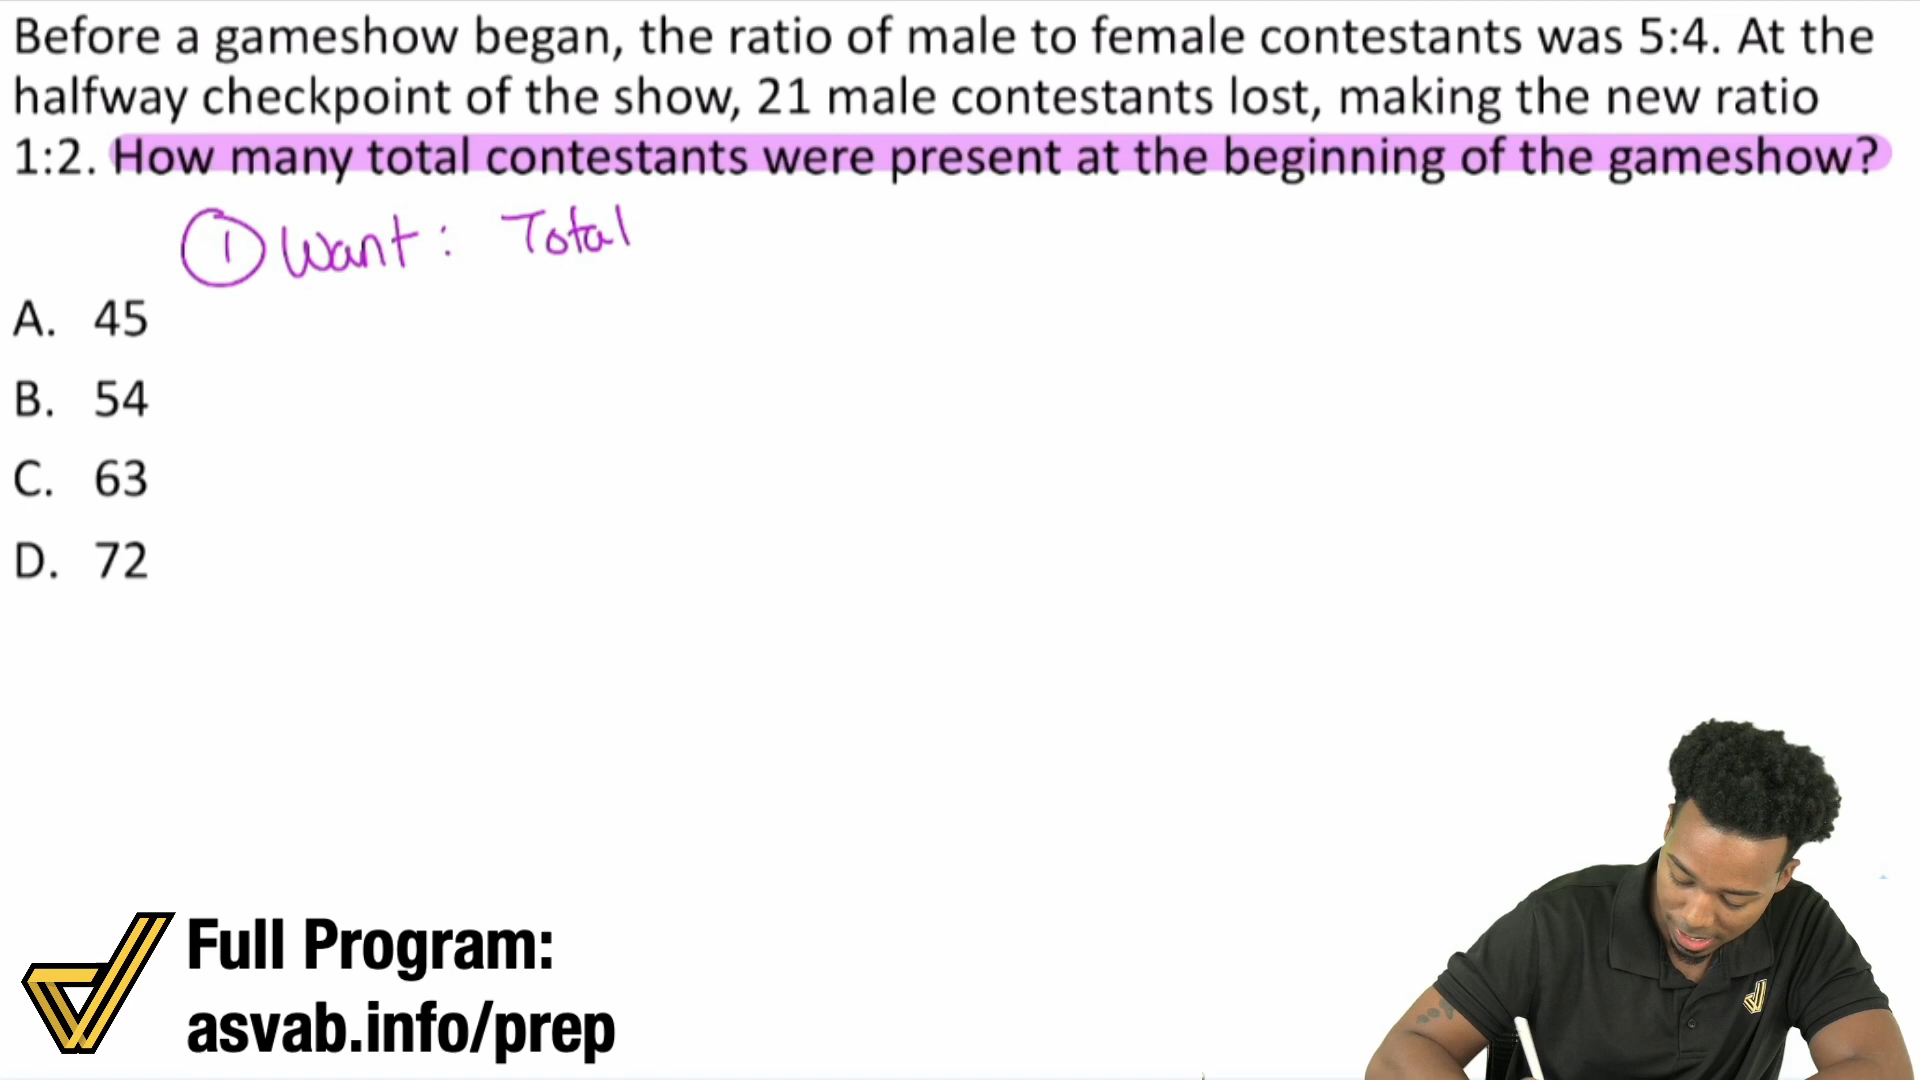 Before a gameshow began, the ratio of male to female contestants was 5:4. At the
halfway checkpoint of the show, 21 male contestants lost, making the new ratio
1:2. How many total contestants were present at the beginning of the gameshow?
① Want: Total
A. 45
B. 54
C. 63
D. 72
Full Program:
asvab.info/prep